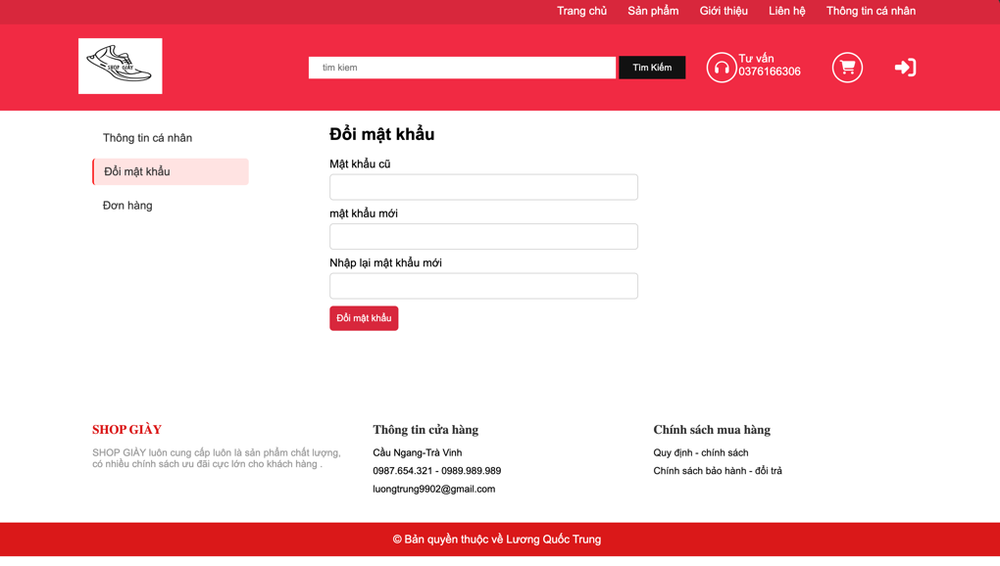 Trang chủ Sản phẩm Giới thiệu Liên hệ Thông tin cá nhân
SHOP GIÀY
tim kiem
Tìm Kiếm
Tư vấn
0376166306
Thông tin cá nhân
Đổi mật khẩu
Đơn hàng
Đổi mật khẩu
Mật khẩu cũ
mật khẩu mới
Nhập lại mật khẩu mới
Đổi mật khẩu
SHOP GIÀY
SHOP GIÀY luôn cung cấp luôn là sản phẩm chất lượng,
có nhiều chính sách ưu đãi cực lớn cho khách hàng .
Thông tin cửa hàng
Cầu Ngang-Trà Vinh
0987.654.321 - 0989.989.989
luongtrung9902@gmail.com
Chính sách mua hàng
Quy định - chính sách
Chính sách bảo hành - đổi trả
© Bản quyền thuộc về Lương Quốc Trung